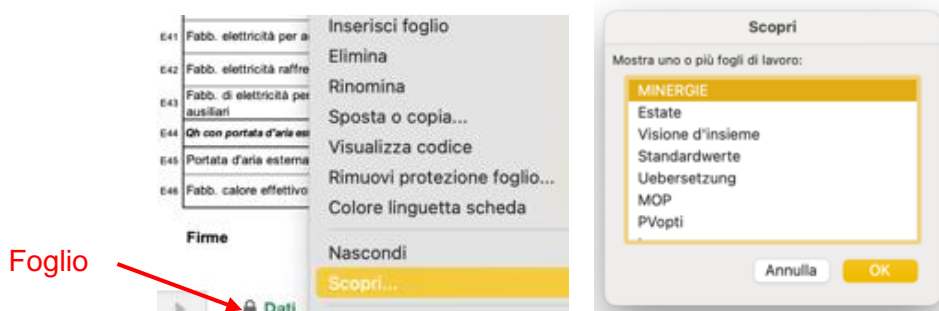 E41 Fabb. elettricità per a
E42 Fabb. elettricità raffre
E43 Fabb. di elettricità per
ausiliari
E44 Qh con portata d'aria es
E45 Portata d'aria esterna
E46 Fabb. calore effettivo
Firme
Foglio
Dati
Inserisci foglio
Elimina
Rinomina
Sposta o copia...
Visualizza codice
Rimuovi protezione foglio...
Colore linguetta scheda
Nascondi
Scopri...
Scopri
Mostra uno o più fogli di lavoro:
MINERGIE
Estate
Visione d'insieme
Standardwerte
Uebersetzung
MOP
PVopti
Annulla
OK